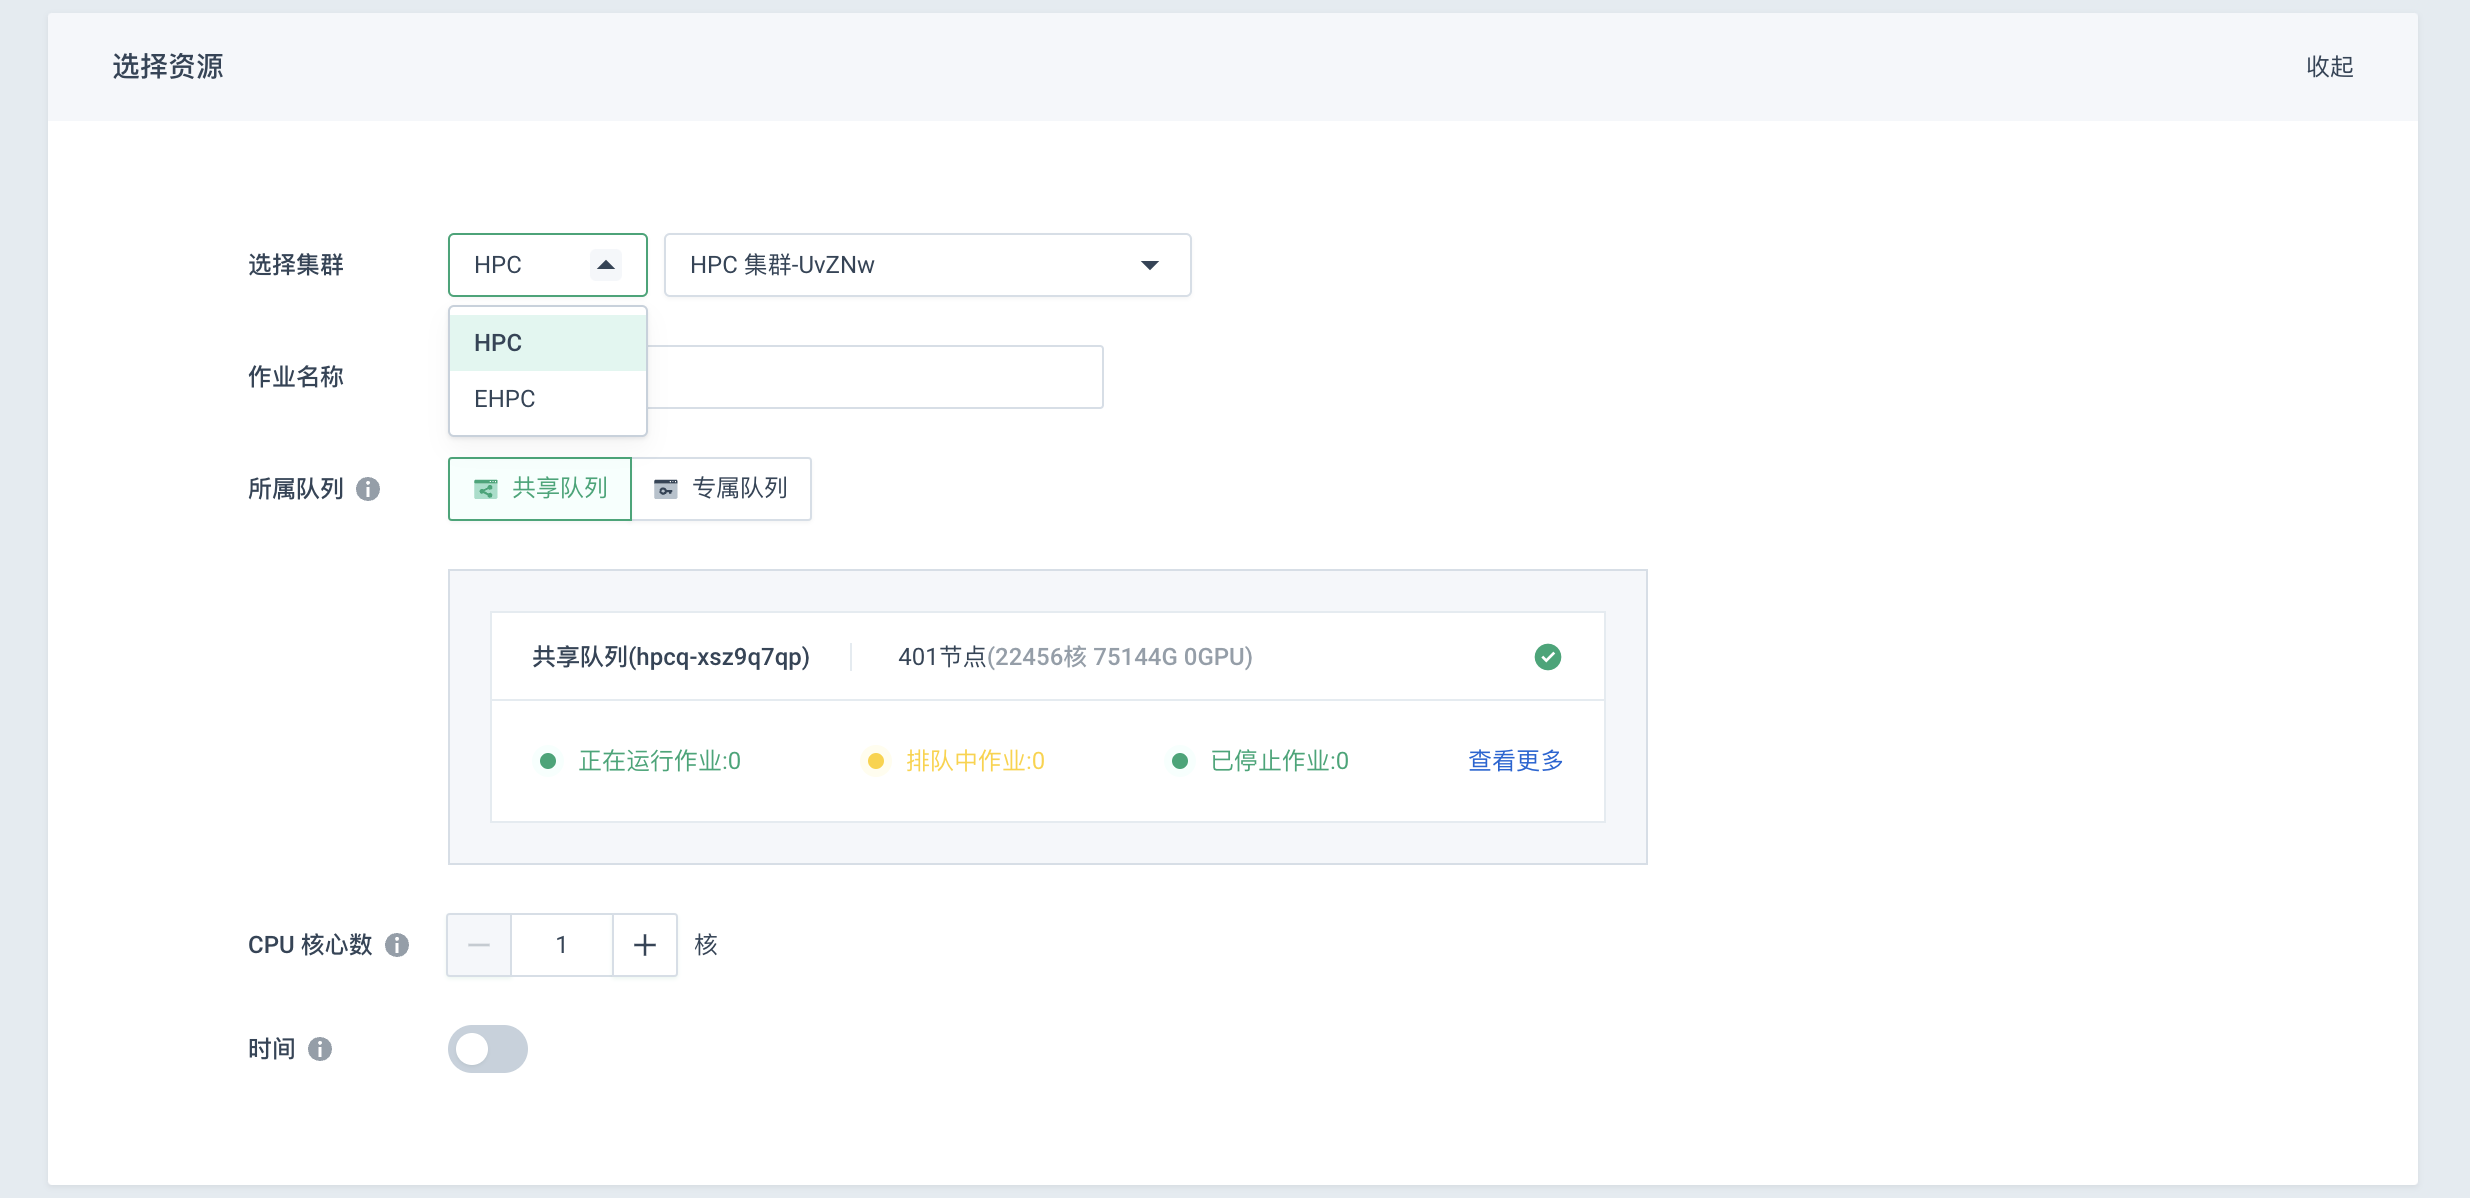 选择资源
收起
选择集群
HPC
HPC 集群-UvZNw
HPC
EHPC
作业名称
所属队列
共享队列
专属队列
共享队列(hpcq-xsz9q7qp)
401节点(22456核 75144G 0GPU)
正在运行作业:0
排队中作业:0
已停止作业:0
查看更多
CPU 核心数
1
核
时间